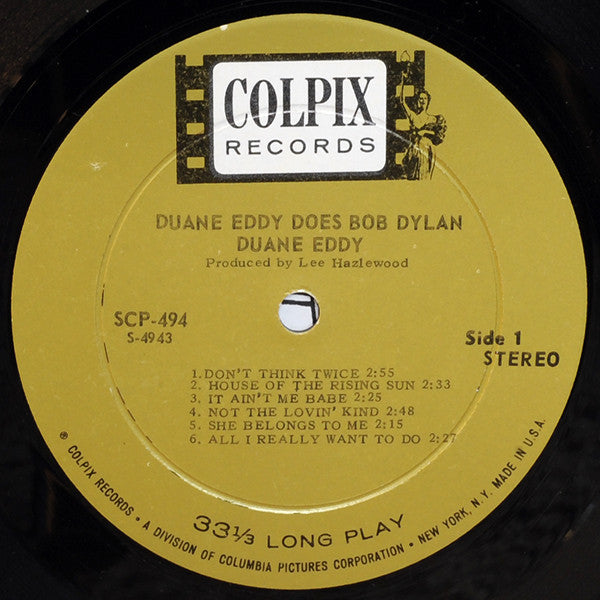 COLPIX
RECORDS
DUANE EDDY DOES BOB DYLAN
DUANE EDDY
Produced by Lee Hazlewood
SCP-494
S-4943
Side 1
STEREO
1.DON'T THINK TWICE 2:55
2. HOUSE OF THE RISING SUN 2:33
3. IT AIN'T ME BABE 2:25
4. NOT THE LOVIN' KIND 2:48
5. SHE BELONGS TO ME 2:15
6. ALL I REALLY WANT TO DO 2:27
33⅓ LONG PLAY
℗ COLPIX RECORDS • A DIVISION OF COLUMBIA PICTURES CORPORATION • NEW YORK, N.Y. MADE IN U.S.A.